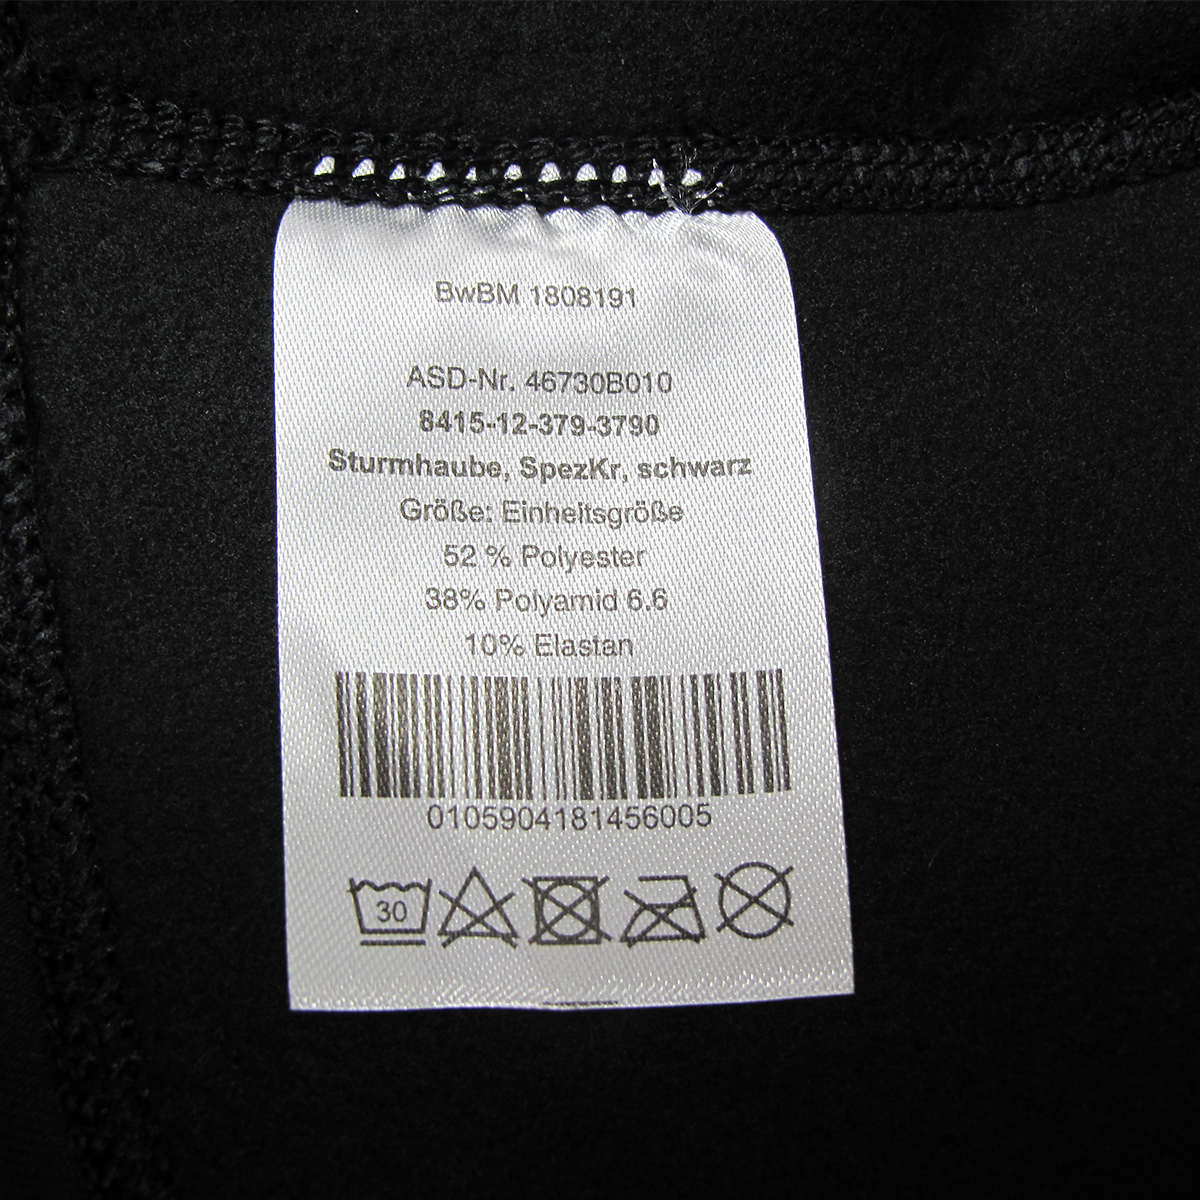 BwBM 1808191
ASD-Nr. 46730B010
8415-12-379-3790
Sturmhaube, SpezKr, schwarz
Größe: Einheitsgröße
52 % Polyester
38% Polyamid 6.6
10% Elastan
0105904181456005
30